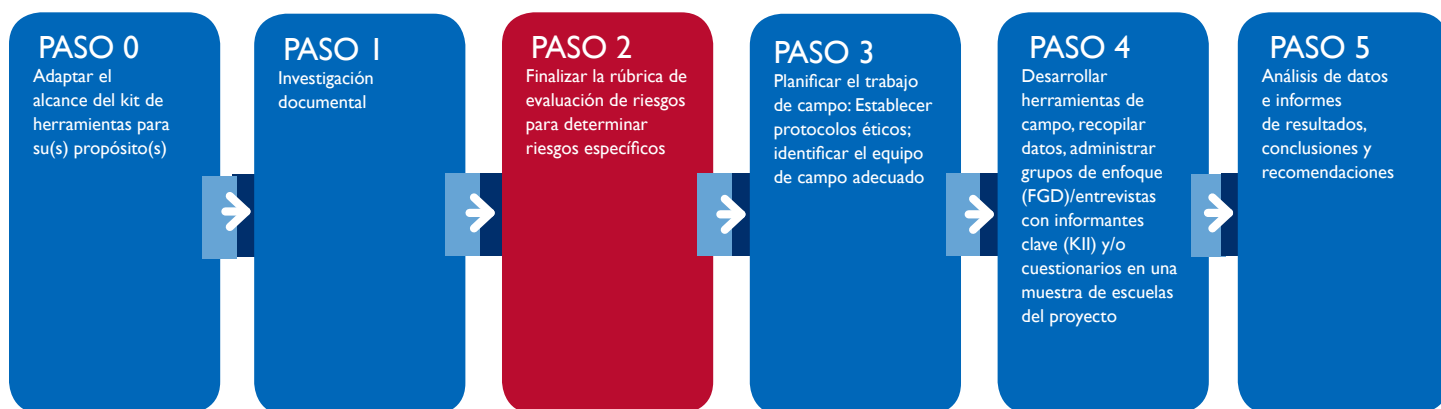 PASO 0
Adaptar el
alcance del kit de
herramientas para
su(s) propósito(s)
PASO 1
Investigación
documental
PASO 2
Finalizar la rúbrica de
evaluación de riesgos
para determinar
riesgos específicos
PASO 3
Planificar el trabajo
de campo: Establecer
protocolos éticos;
identificar el equipo
de campo adecuado
PASO 4
Desarrollar
herramientas de
campo, recopilar
datos, administrar
grupos de enfoque
(FGD)/entrevistas
con informantes
clave (KII) y/o
cuestionarios en una
muestra de escuelas
del proyecto
PASO 5
Análisis de datos
e informes
de resultados,
conclusiones y
recomendaciones